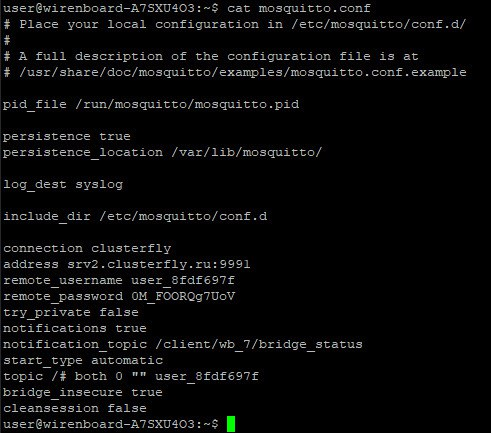 user@wirenboard-A7SXU4O3:~$ cat mosquitto.conf
# Place your local configuration in /etc/mosquitto/conf.d/
#
# A full description of the configuration file is at
# /usr/share/doc/mosquitto/examples/mosquitto.conf.example
pid_file /run/mosquitto/mosquitto.pid
persistence true
persistence_location /var/lib/mosquitto/
log_dest syslog
include_dir /etc/mosquitto/conf.d
connection clusterfly
address srv2.clusterfly.ru:9991
remote_username user_8fdf697f
remote_password 0M_FOORQg7UoV
try_private false
notifications true
notification_topic /client/wb_7/bridge_status
start_type automatic
topic /# both 0 "" user_8fdf697f
bridge_insecure true
cleansession false
user@wirenboard-A7SXU4O3:~$